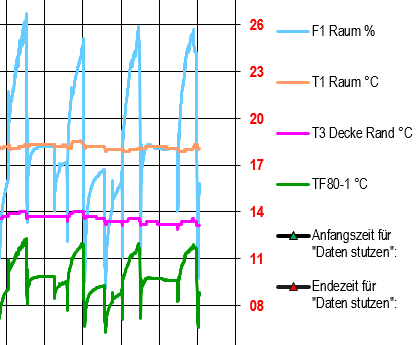 26
F1 Raum %
23
T1 Raum °C
20
T3 Decke Rand °C
17
TF80-1 °C
14
Anfangszeit für
"Daten stutzen":
11
Endezeit für
"Daten stutzen":
08